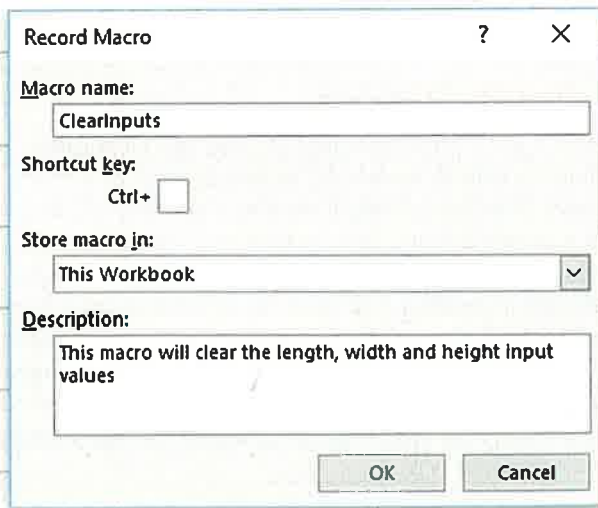 Record Macro ?
Macro name:
ClearInputs
Shortcut key:
Ctrl+
Store macro in:
This Workbook
Description:
This macro will clear the length, width and height input
values
OK Cancel